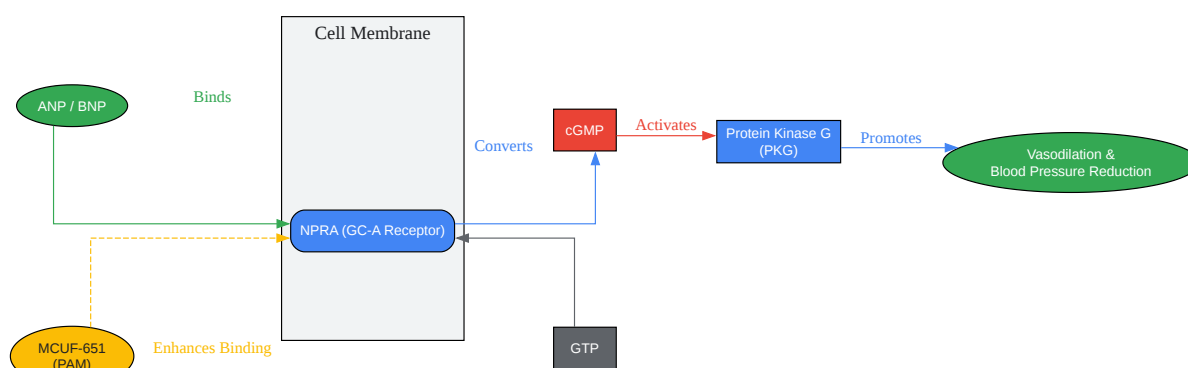 Cell Membrane
ANP / BNP
Binds
cGMP
Activates
Protein Kinase G
(PKG)
Promotes
Converts
Vasodilation &
Blood Pressure Reduction
NPRA (GC-A Receptor)
MCUF-651
(PAM)
Enhances Binding
GTP